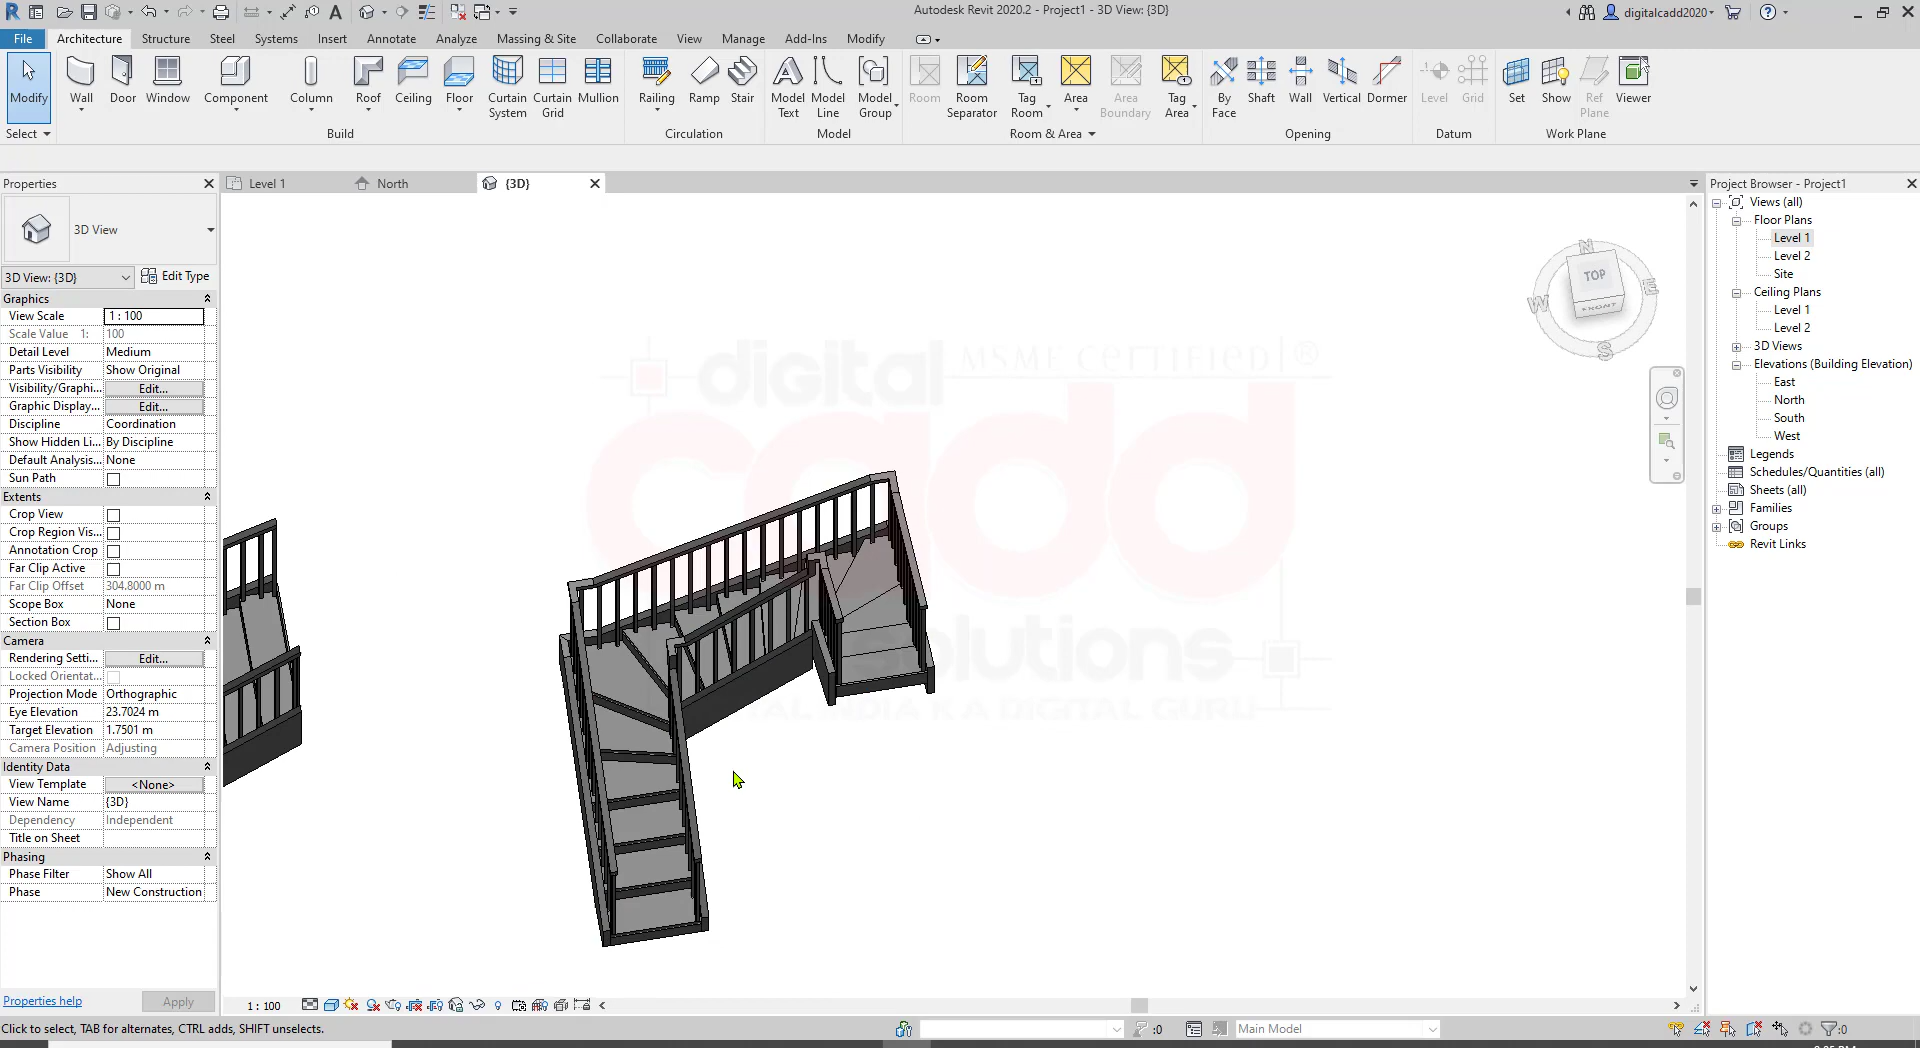 Autodesk Revit 2020.2 - Project1 - 3D View: {3D}
digitalcadd2020
File Architecture Structure Steel Systems Insert Annotate Analyze Massing & Site Collaborate View Manage Add-Ins Modify
Modify Wall Door Window Component Column Roof Ceiling Floor Curtain System Curtain Grid Mullion Railing Ramp Stair Model Text Model Line Model Group Room Room Separator Tag Room Area Area Boundary Tag Area By Face Shaft Wall Vertical Dormer Level Grid Set Show Ref Plane Viewer
Select Build Circulation Model Room & Area Opening Datum Work Plane
Properties
Level 1 North {3D}
Project Browser - Project1
3D View
3D View: {3D} Edit Type
Graphics
View Scale 1 : 100
Scale Value 1: 100
Detail Level Medium
Parts Visibility Show Original
Visibility/Graphi... Edit...
Graphic Display... Edit...
Discipline Coordination
Show Hidden Li... By Discipline
Default Analysis... None
Sun Path
Extents
Crop View
Crop Region Vis...
Annotation Crop
Far Clip Active
Far Clip Offset 304.8000 m
Scope Box None
Section Box
Camera
Rendering Setti... Edit...
Locked Orientat...
Projection Mode Orthographic
Eye Elevation 23.7024 m
Target Elevation 1.7501 m
Camera Position Adjusting
Identity Data
View Template <None>
View Name {3D}
Dependency Independent
Title on Sheet
Phasing
Phase Filter Show All
Phase New Construction
Properties help Apply
digital MSME CERTIFIED ®
cadd
solutions
DIGITAL GURU
N
E
S
W
TOP
FRONT
Views (all)
Floor Plans
Level 1
Level 2
Site
Ceiling Plans
Level 1
Level 2
3D Views
Elevations (Building Elevation)
East
North
South
West
Legends
Schedules/Quantities (all)
Sheets (all)
Families
Groups
Revit Links
1 : 100
Click to select, TAB for alternates, CTRL adds, SHIFT unselects.
:0
Main Model
:0